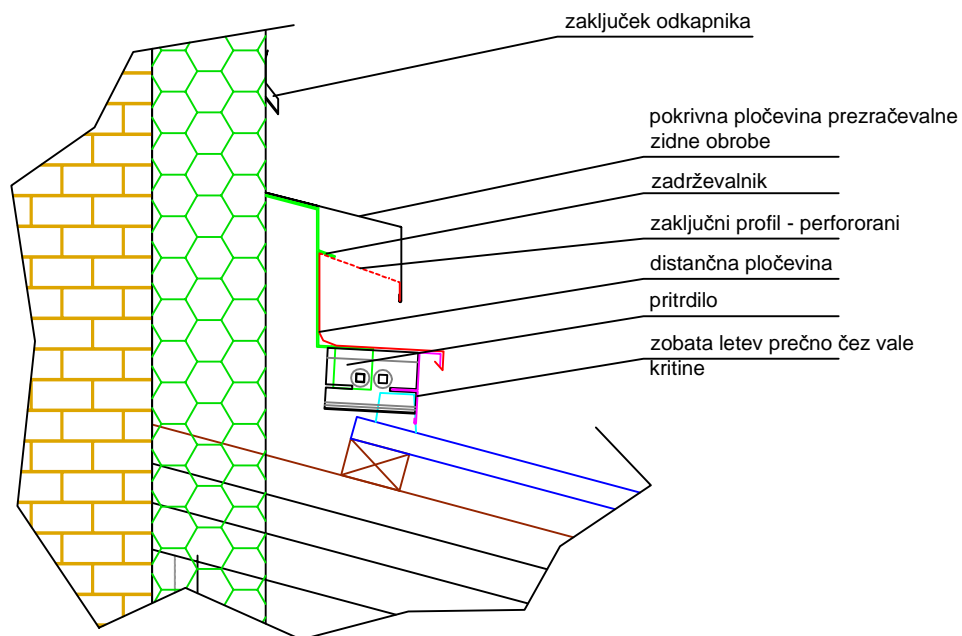 zaključek odkapnika
pokrivna pločevina prezračevalne
zidne obrobe
zadrževalnik
zaključni profil - perfororani
distančna pločevina
pritrdilo
zobata letev prečno čez vale
kritine